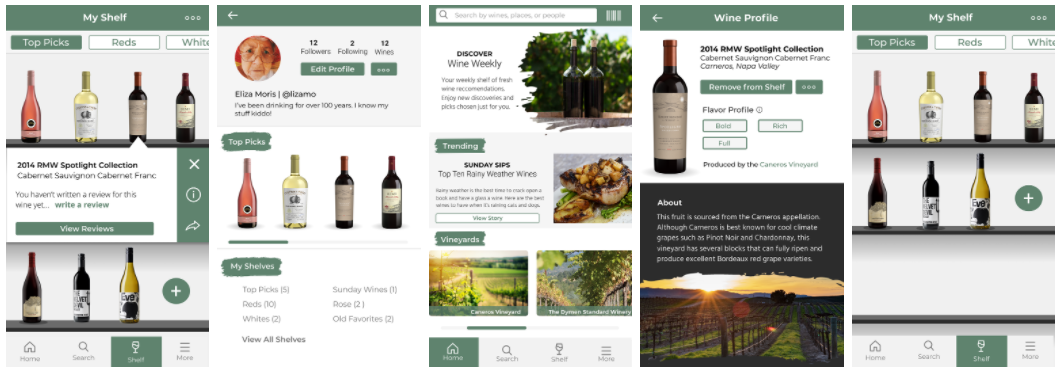 My Shelf
Top Picks
Reds
White
2014 RMW Spotlight Collection
Cabernet Sauvignon Cabernet Franc
You haven't written a review for this
wine yet... write a review
View Reviews
Home
Search
Shelf
More
12
Followers
2
Following
12
Wines
Edit Profile
Eliza Moris | @lizamo
I've been drinking for over 100 years. I know my
stuff kiddo!
Top Picks
My Shelves
Top Picks (5)
Sunday Wines (1)
Reds (10)
Rose (2 )
Whites (2)
Old Favorites (2)
View All Shelves
Search by wines, places, or people
DISCOVER
Wine Weekly
Your weekly shelf of fresh
wine reccomendations.
Enjoy new discoveries and
picks chosen just for you.
Trending
SUNDAY SIPS
Top Ten Rainy Weather Wines
Rainy weather is the best time to crack open a
book and have a glass a wine. Here are the best
wines to have when it's raining cats and dogs.
View Story
Vineyards
Caneros Vineyard
The Dymen Standard Winery
Home
Search
Shelf
More
Wine Profile
2014 RMW Spotlight Collection
Cabernet Sauvignon Cabernet Franc
Carneros, Napa Valley
Remove from Shelf
Flavor Profile
Bold
Rich
Full
Produced by the Caneros Vineyard
About
This fruit is sourced from the Carneros appellation.
Although Carneros is best known for cool climate
grapes such as Pinot Noir and Chardonnay, this
vineyard has several blocks that can fully ripen and
produce excellent Bordeaux red grape varieties.
My Shelf
Top Picks
Reds
White
Home
Search
Shelf
More